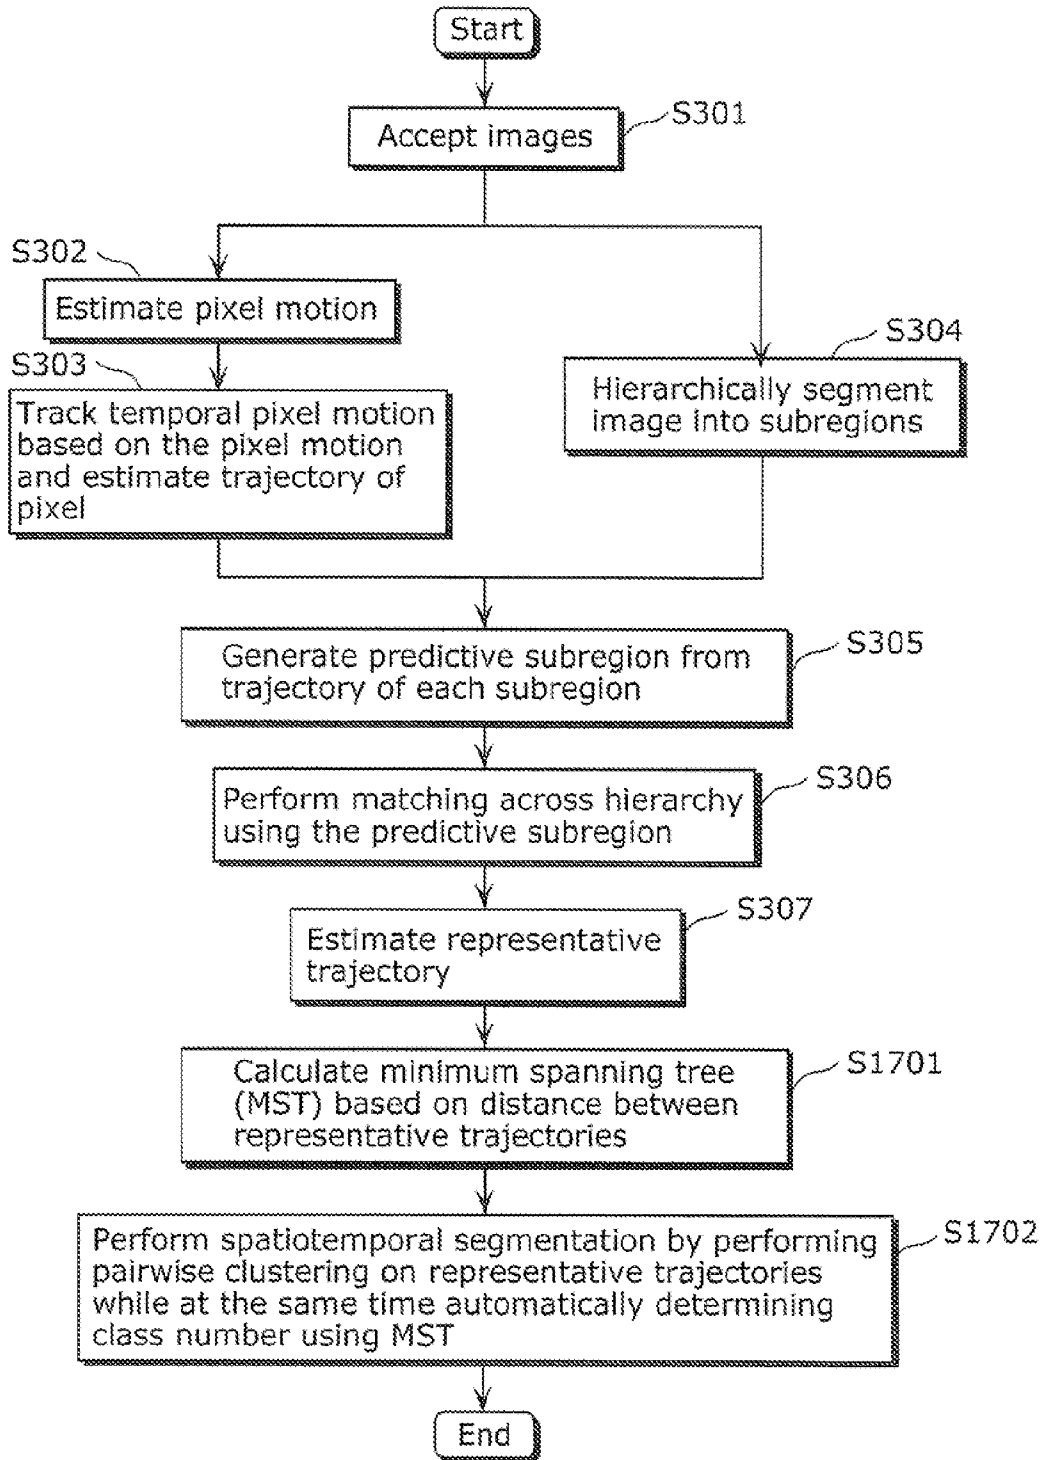 Start
S301
Accept images
S302
Estimate pixel motion
S303
Track temporal pixel motion
based on the pixel motion
and estimate trajectory of
pixel
S304
Hierarchically segment
image into subregions
S305
Generate predictive subregion from
trajectory of each subregion
S306
Perform matching across hierarchy
using the predictive subregion
S307
Estimate representative
trajectory
S1701
Calculate minimum spanning tree
(MST) based on distance between
representative trajectories
S1702
Perform spatiotemporal segmentation by performing
pairwise clustering on representative trajectories
while at the same time automatically determining
class number using MST
End